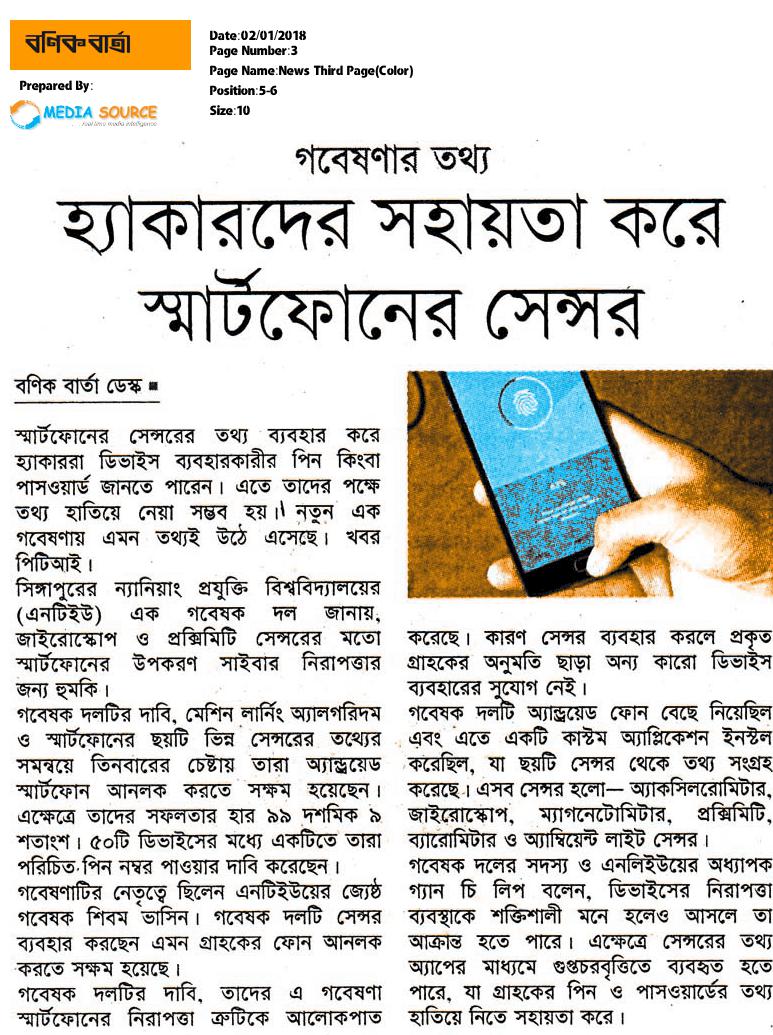 বণিক বার্তা
Date:02/01/2018
Page Number:3
Page Name:News Third Page(Color)
Position:5-6
Size:10
Prepared By:
MEDIA SOURCE
real time media intelligence
গবেষণার তথ্য
হ্যাকারদের সহায়তা করে
স্মার্টফোনের সেন্সর
বণিক বার্তা ডেস্ক ■
স্মার্টফোনের সেন্সরের তথ্য ব্যবহার করে
হ্যাকাররা ডিভাইস ব্যবহারকারীর পিন কিংবা
পাসওয়ার্ড জানতে পারেন। এতে তাদের পক্ষে
তথ্য হাতিয়ে নেয়া সম্ভব হয়। নতুন এক
গবেষণায় এমন তথ্যই উঠে এসেছে। খবর
পিটিআই।
সিঙ্গাপুরের ন্যানিয়াং প্রযুক্তি বিশ্ববিদ্যালয়ের
(এনটিইউ) এক গবেষক দল জানায়,
জাইরোস্কোপ ও প্রক্সিমিটি সেন্সরের মতো
স্মার্টফোনের উপকরণ সাইবার নিরাপত্তার
জন্য হুমকি।
গবেষক দলটির দাবি, মেশিন লার্নিং অ্যালগরিদম
ও স্মার্টফোনের ছয়টি ভিন্ন সেন্সরের তথ্যের
সমন্বয়ে তিনবারের চেষ্টায় তারা অ্যান্ড্রয়েড
স্মার্টফোন আনলক করতে সক্ষম হয়েছেন।
এক্ষেত্রে তাদের সফলতার হার ৯৯ দশমিক ৯
শতাংশ। ৫০টি ডিভাইসের মধ্যে একটিতে তারা
পরিচিত পিন নম্বর পাওয়ার দাবি করেছেন।
গবেষণাটির নেতৃত্বে ছিলেন এনটিইউয়ের জ্যেষ্ঠ
গবেষক শিবম ভাসিন। গবেষক দলটি সেন্সর
ব্যবহার করছেন এমন গ্রাহকের ফোন আনলক
করতে সক্ষম হয়েছে।
গবেষক দলটির দাবি, তাদের এ গবেষণা
স্মার্টফোনের নিরাপত্তা ত্রুটিকে আলোকপাত
করেছে। কারণ সেন্সর ব্যবহার করলে প্রকৃত
গ্রাহকের অনুমতি ছাড়া অন্য কারো ডিভাইস
ব্যবহারের সুযোগ নেই।
গবেষক দলটি অ্যান্ড্রয়েড ফোন বেছে নিয়েছিল
এবং এতে একটি কাস্টম অ্যাপ্লিকেশন ইনস্টল
করেছিল, যা ছয়টি সেন্সর থেকে তথ্য সংগ্রহ
করেছে। এসব সেন্সর হলো— অ্যাকসিলরোমিটার,
জাইরোস্কোপ, ম্যাগনেটোমিটার, প্রক্সিমিটি,
ব্যারোমিটার ও অ্যাম্বিয়েন্ট লাইট সেন্সর।
গবেষক দলের সদস্য ও এনলিইউয়ের অধ্যাপক
গ্যান চি লিপ বলেন, ডিভাইসের নিরাপত্তা
ব্যবস্থাকে শক্তিশালী মনে হলেও আসলে তা
আক্রান্ত হতে পারে। এক্ষেত্রে সেন্সরের তথ্য
অ্যাপের মাধ্যমে গুপ্তচরবৃত্তিতে ব্যবহৃত হতে
পারে, যা গ্রাহকের পিন ও পাসওয়ার্ডের তথ্য
হাতিয়ে নিতে সহায়তা করে।